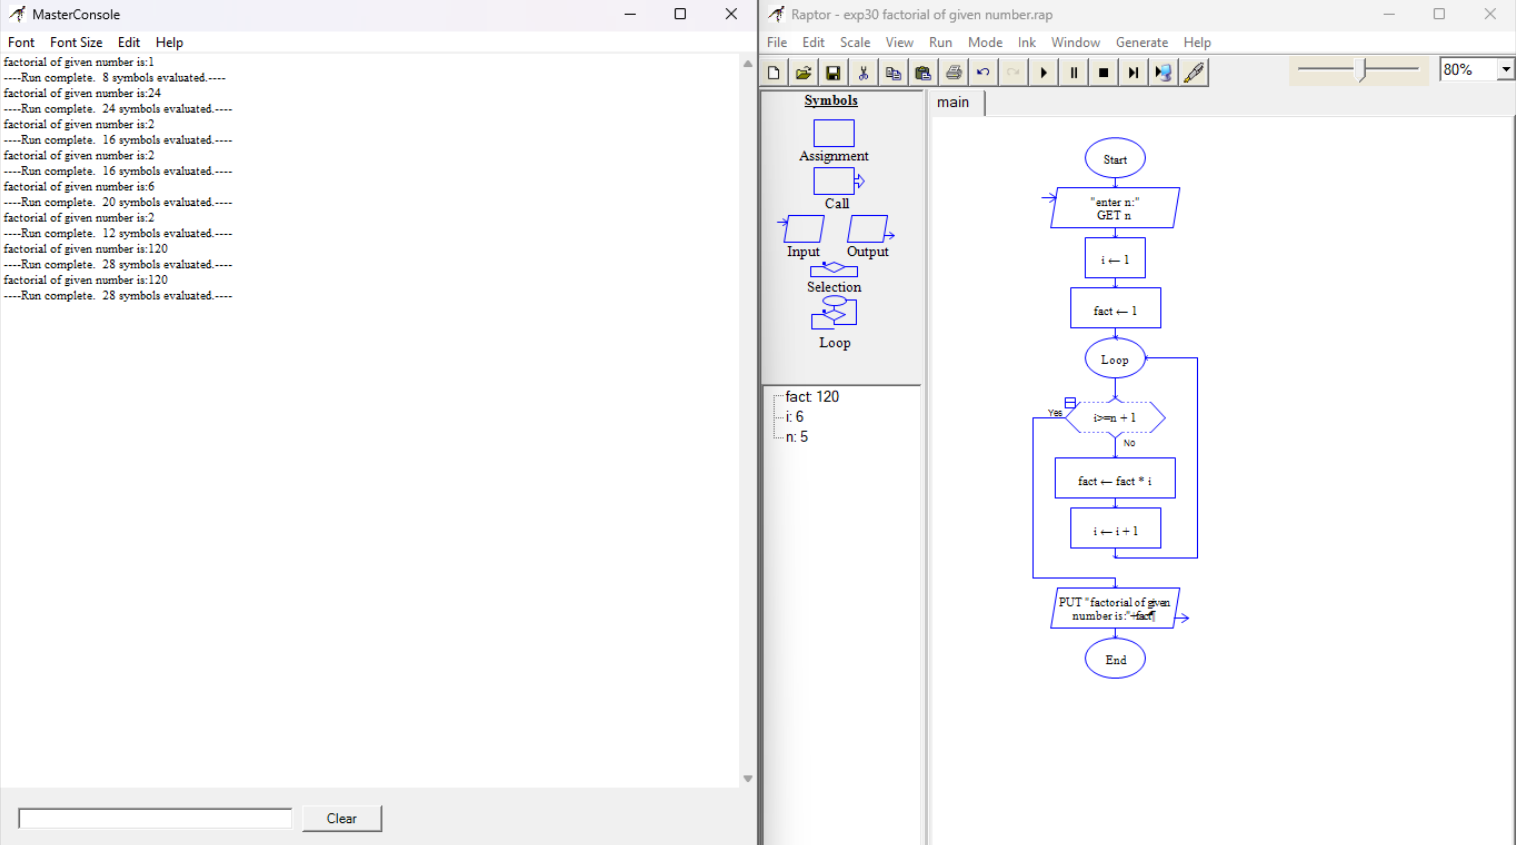 MasterConsole
Font Font Size Edit Help
factorial of given number is:1
----Run complete.  8 symbols evaluated.----
factorial of given number is:24
----Run complete.  24 symbols evaluated.----
factorial of given number is:2
----Run complete.  16 symbols evaluated.----
factorial of given number is:2
----Run complete.  16 symbols evaluated.----
factorial of given number is:6
----Run complete.  20 symbols evaluated.----
factorial of given number is:2
----Run complete.  12 symbols evaluated.----
factorial of given number is:120
----Run complete.  28 symbols evaluated.----
factorial of given number is:120
----Run complete.  28 symbols evaluated.----
Clear
Raptor - exp30 factorial of given number.rap
File Edit Scale View Run Mode Ink Window Generate Help
80%
Symbols
Assignment
Call
Input Output
Selection
Loop
fact: 120
i: 6
n: 5
main
Start
"enter n:"
GET n
i ← 1
fact ← 1
Loop
i>=n + 1
Yes
No
fact ← fact * i
i ← i + 1
PUT "factorial of given
number is:"+fact¶
End